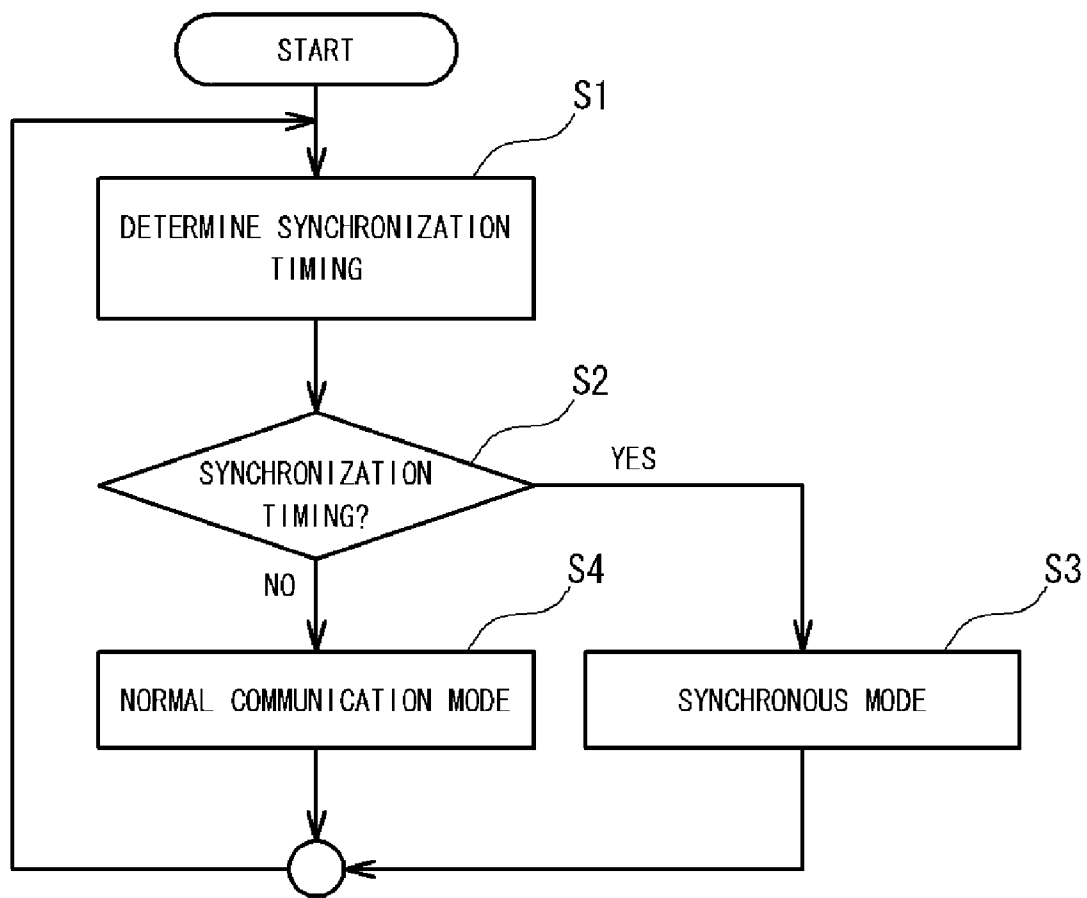 START
S1
DETERMINE SYNCHRONIZATION
TIMING
S2
SYNCHRONIZATION
TIMING?
YES
NO
S4
S3
NORMAL COMMUNICATION MODE
SYNCHRONOUS MODE